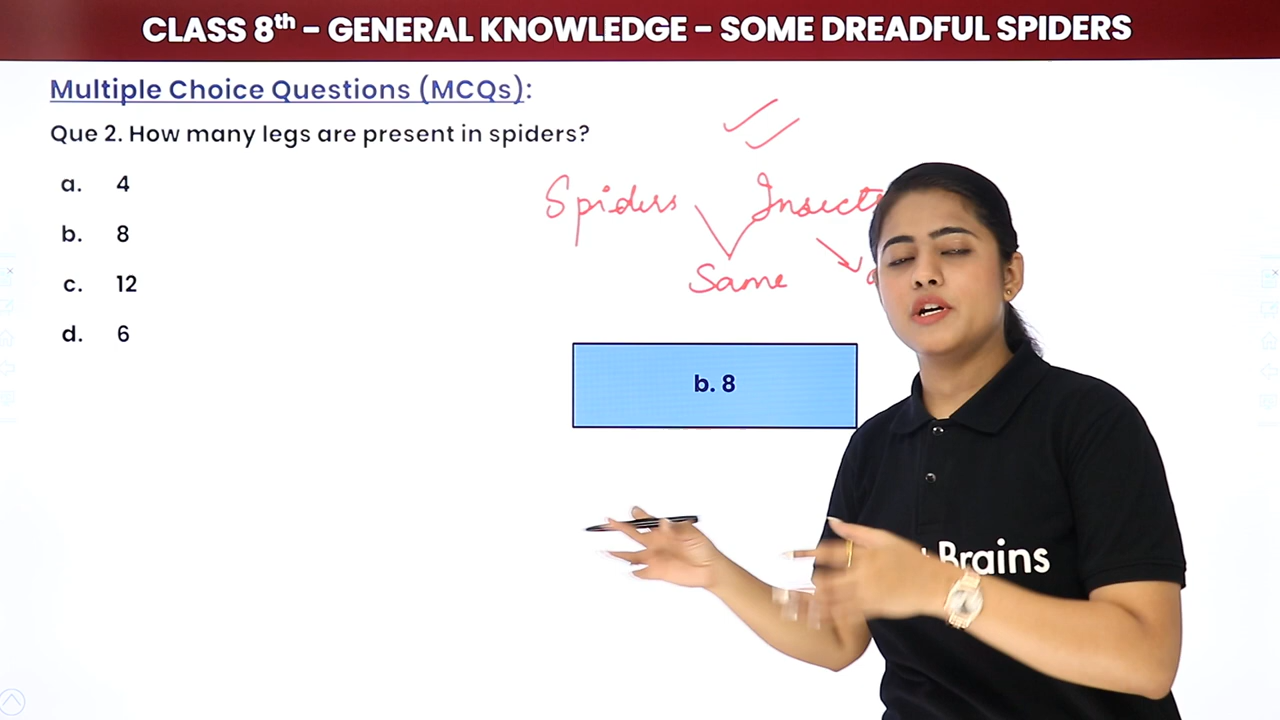 CLASS 8th – GENERAL KNOWLEDGE – SOME DREADFUL SPIDERS
Multiple Choice Questions (MCQs):
Que 2. How many legs are present in spiders?
a. 4
b. 8
c. 12
d. 6
Spiders Insects
Same
b. 8
Brains